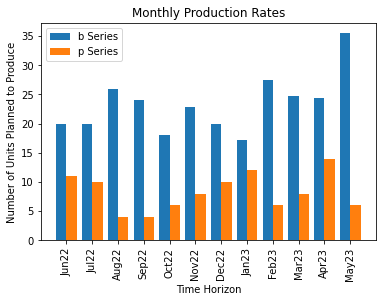 Monthly Production Rates
b Series
p Series
Number of Units Planned to Produce
35
30
25
20
15
10
5
0
Jun22
Jul22
Aug22
Sep22
Oct22
Nov22
Dec22
Jan23
Feb23
Mar23
Apr23
May23
Time Horizon